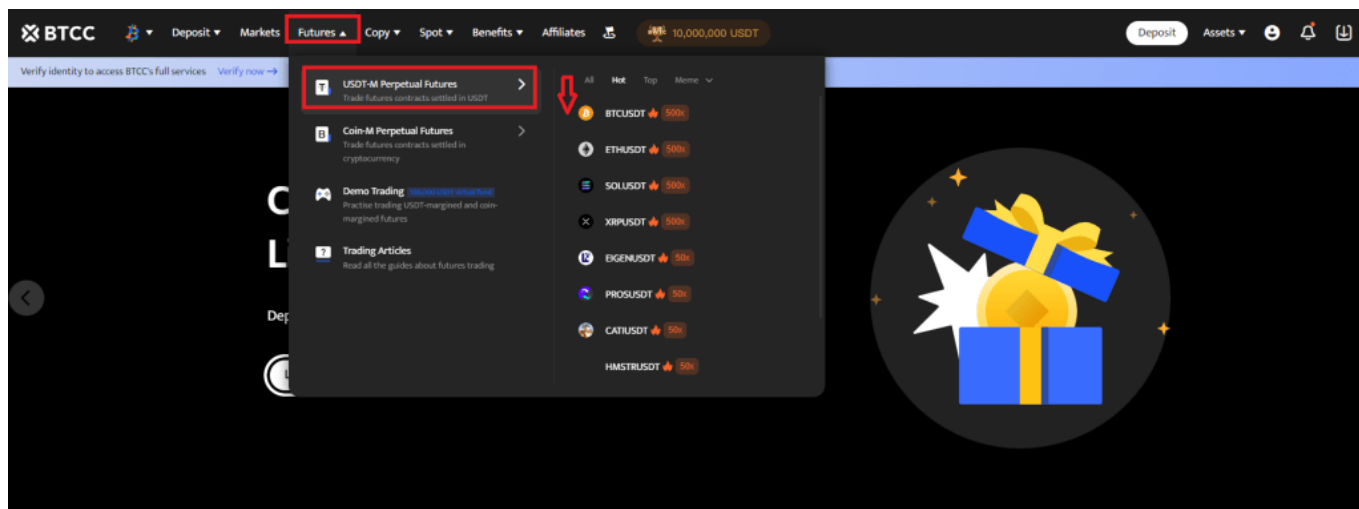 BTCC Deposit Markets Futures Copy Spot Benefits Affiliates 10,000,000 USDT Deposit Assets
Verify identity to access BTCC's full services Verify now →
USDT-M Perpetual Futures
Trade futures contracts settled in USDT
Coin-M Perpetual Futures
Trade futures contracts settled in
cryptocurrency
Demo Trading
Practise trading USDT-margined and coin-
margined futures
Trading Articles
Read all the guides about futures trading
All Hot Top Meme
BTCUSDT 500x
ETHUSDT 500x
SOLUSDT 500x
XRPUSDT 500x
EIGENUSDT 50x
PROSUSDT 50x
CATIUSDT 50x
HMSTRUSDT 50x